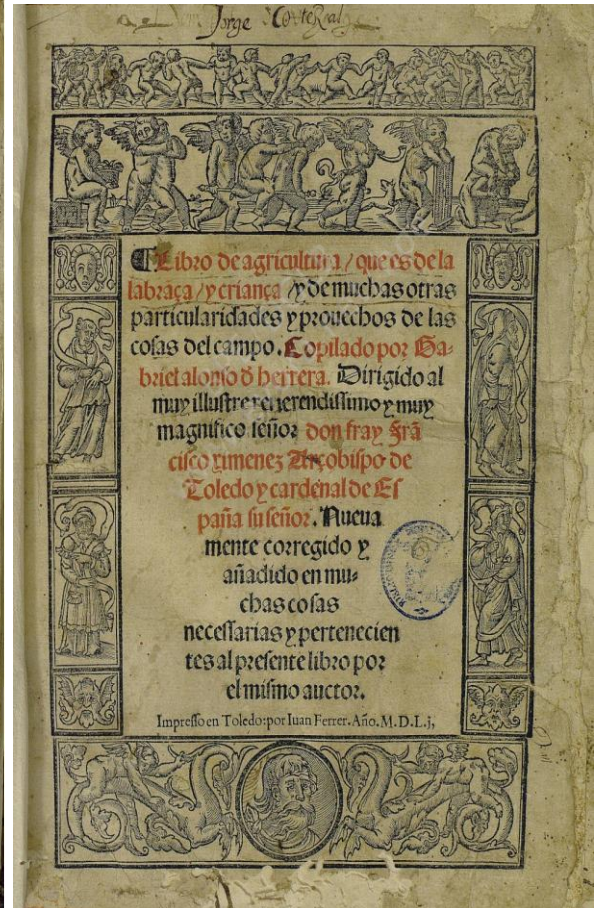 Jorge
¶ Libro de agricultura / que es de la
labrāça / y criança / y de muchas otras
particularidades y prouechos de las
cosas del campo. Copilado por Ga-
briel alonso ð herrera. Dirigido al
muy illustre reuerendissimo y muy
magnifico señor don fray Frā
cisco ximenez Arçobispo de
Toledo y cardenal de Es
paña su señor. Nueua
mente corregido y
añadido en mu-
chas cosas
necessarias y pertenecien
tes al presente libro por
el mismo auctor.
Impresso en Toledo: por Iuan Ferrer. Año. M. D. L. j,